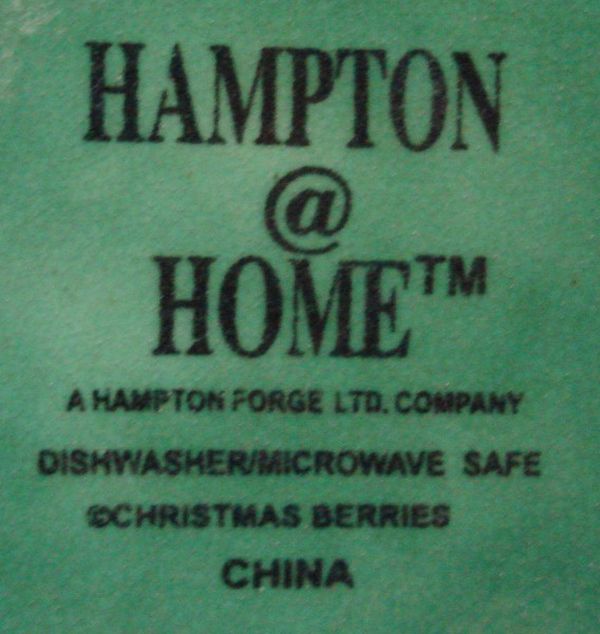 HAMPTON
@
HOME™
A HAMPTON FORGE LTD. COMPANY
DISHWASHER/MICROWAVE SAFE
©CHRISTMAS BERRIES
CHINA